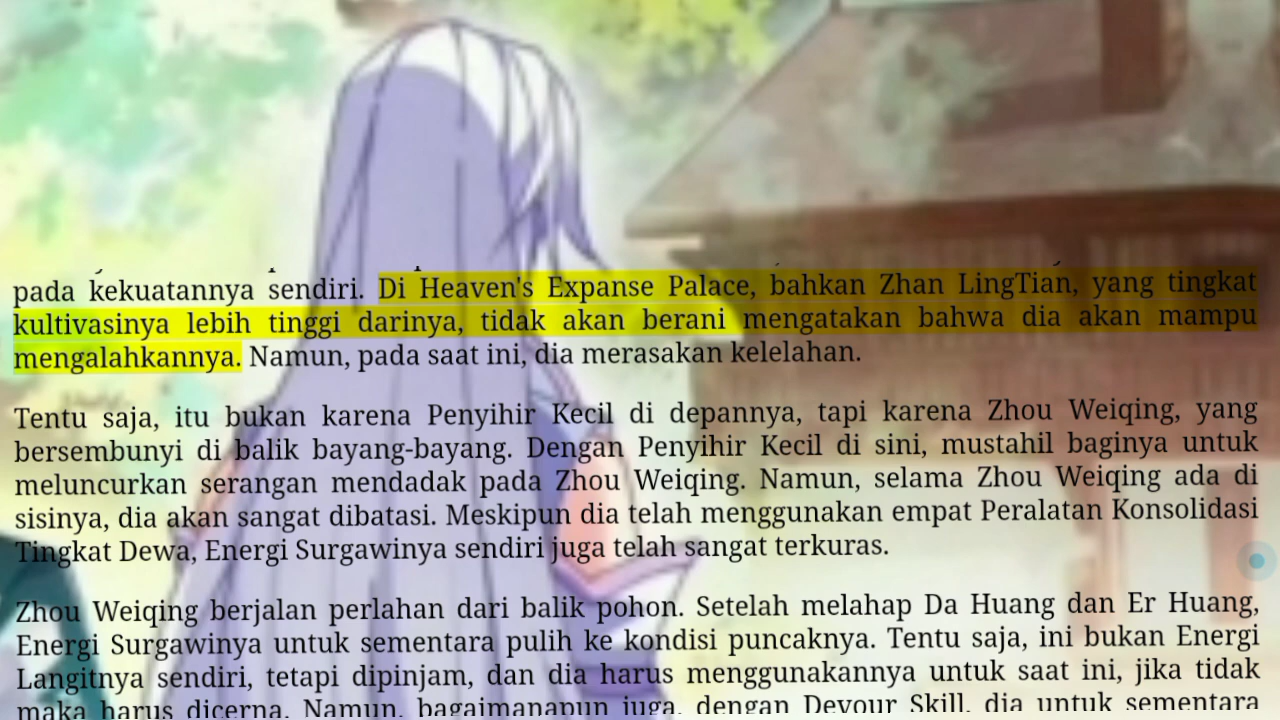 pada kekuatannya sendiri. Di Heaven's Expanse Palace, bahkan Zhan LingTian, yang tingkat
kultivasinya lebih tinggi darinya, tidak akan berani mengatakan bahwa dia akan mampu
mengalahkannya. Namun, pada saat ini, dia merasakan kelelahan.
Tentu saja, itu bukan karena Penyihir Kecil di depannya, tapi karena Zhou Weiqing, yang
bersembunyi di balik bayang-bayang. Dengan Penyihir Kecil di sini, mustahil baginya untuk
meluncurkan serangan mendadak pada Zhou Weiqing. Namun, selama Zhou Weiqing ada di
sisinya, dia akan sangat dibatasi. Meskipun dia telah menggunakan empat Peralatan Konsolidasi
Tingkat Dewa, Energi Surgawinya sendiri juga telah sangat terkuras.
Zhou Weiqing berjalan perlahan dari balik pohon. Setelah melahap Da Huang dan Er Huang,
Energi Surgawinya untuk sementara pulih ke kondisi puncaknya. Tentu saja, ini bukan Energi
Langitnya sendiri, tetapi dipinjam, dan dia harus menggunakannya untuk saat ini, jika tidak
maka harus dicerna. Namun, bagaimanapun juga, dengan Devour Skill, dia untuk sementara